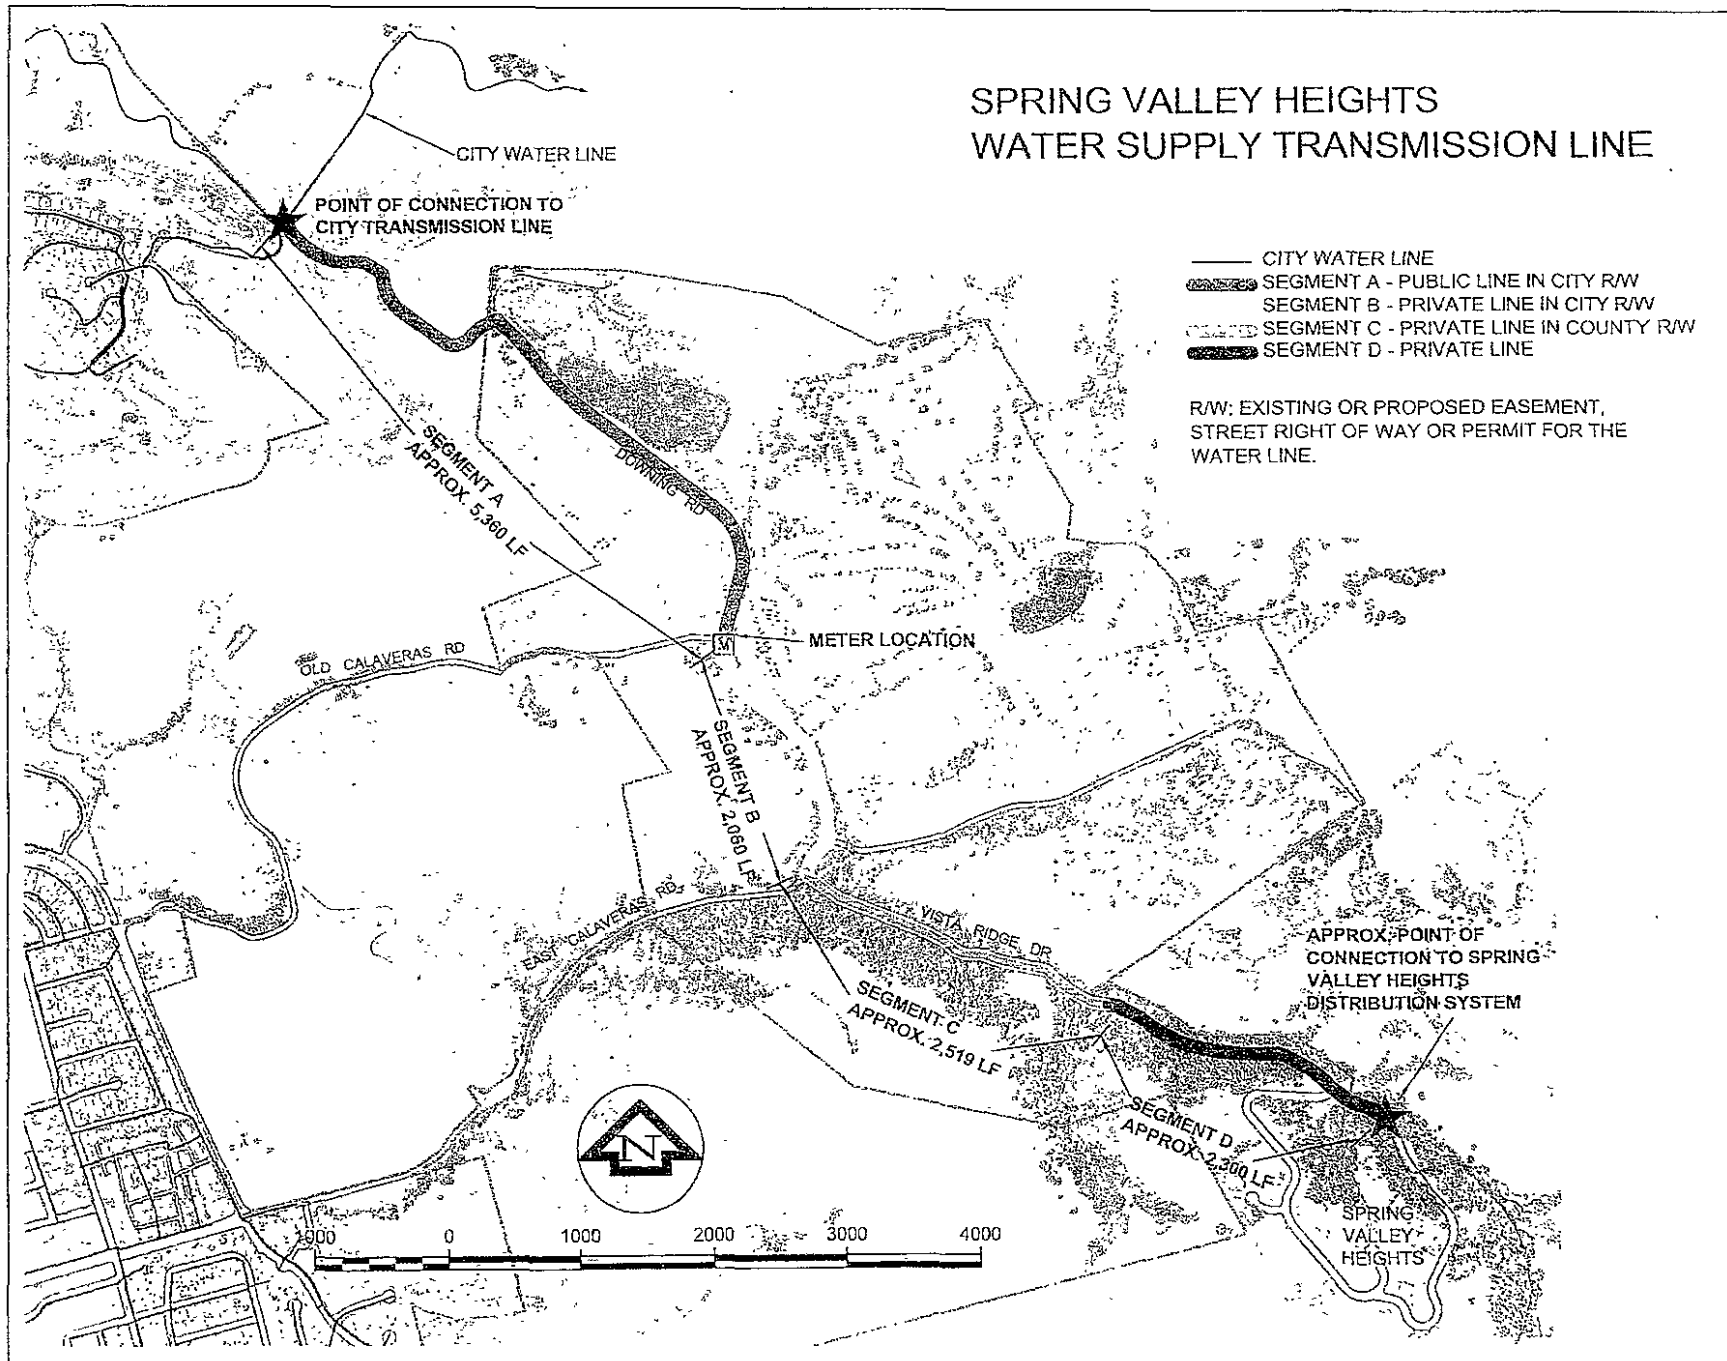 SPRING VALLEY HEIGHTS
WATER SUPPLY TRANSMISSION LINE
CITY WATER LINE
POINT OF CONNECTION TO
CITY TRANSMISSION LINE
CITY WATER LINE
SEGMENT A - PUBLIC LINE IN CITY R/W
SEGMENT B - PRIVATE LINE IN CITY R/W
SEGMENT C - PRIVATE LINE IN COUNTY R/W
SEGMENT D - PRIVATE LINE
R/W: EXISTING OR PROPOSED EASEMENT,
STREET RIGHT OF WAY OR PERMIT FOR THE
WATER LINE.
SEGMENT A
APPROX. 5,360 LF
DOWNING RD
METER LOCATION
M
OLD CALAVERAS RD
SEGMENT B
APPROX. 2,060 LF
EAST CALAVERAS RD
VISTA RIDGE DR
SEGMENT C
APPROX. 2,519 LF
APPROX. POINT OF
CONNECTION TO SPRING
VALLEY HEIGHTS
DISTRIBUTION SYSTEM
SEGMENT D
APPROX. 2,300 LF
SPRING
VALLEY
HEIGHTS
N
1000 0 1000 2000 3000 4000